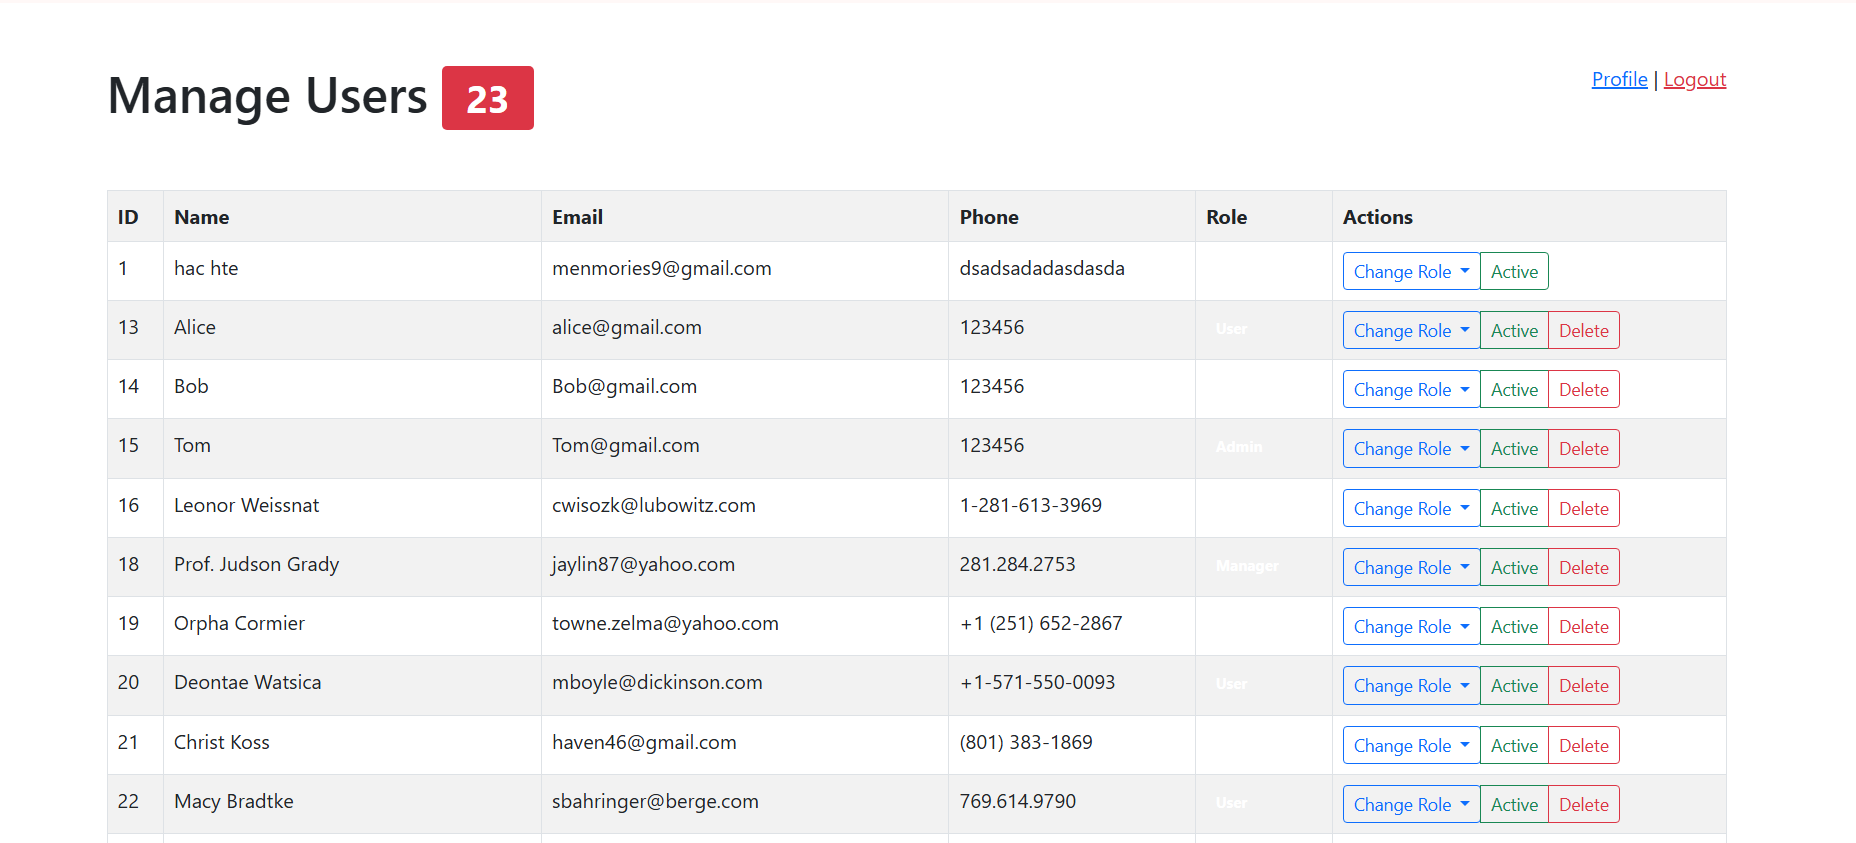 Manage Users 23
Profile | Logout
ID Name Email Phone Role Actions
1 hac hte menmories9@gmail.com dsadsadadasdasda Change Role Active
13 Alice alice@gmail.com 123456 User Change Role Active Delete
14 Bob Bob@gmail.com 123456 Change Role Active Delete
15 Tom Tom@gmail.com 123456 Admin Change Role Active Delete
16 Leonor Weissnat cwisozk@lubowitz.com 1-281-613-3969 Change Role Active Delete
18 Prof. Judson Grady jaylin87@yahoo.com 281.284.2753 Manager Change Role Active Delete
19 Orpha Cormier towne.zelma@yahoo.com +1 (251) 652-2867 Change Role Active Delete
20 Deontae Watsica mboyle@dickinson.com +1-571-550-0093 User Change Role Active Delete
21 Christ Koss haven46@gmail.com (801) 383-1869 Change Role Active Delete
22 Macy Bradtke sbahringer@berge.com 769.614.9790 User Change Role Active Delete